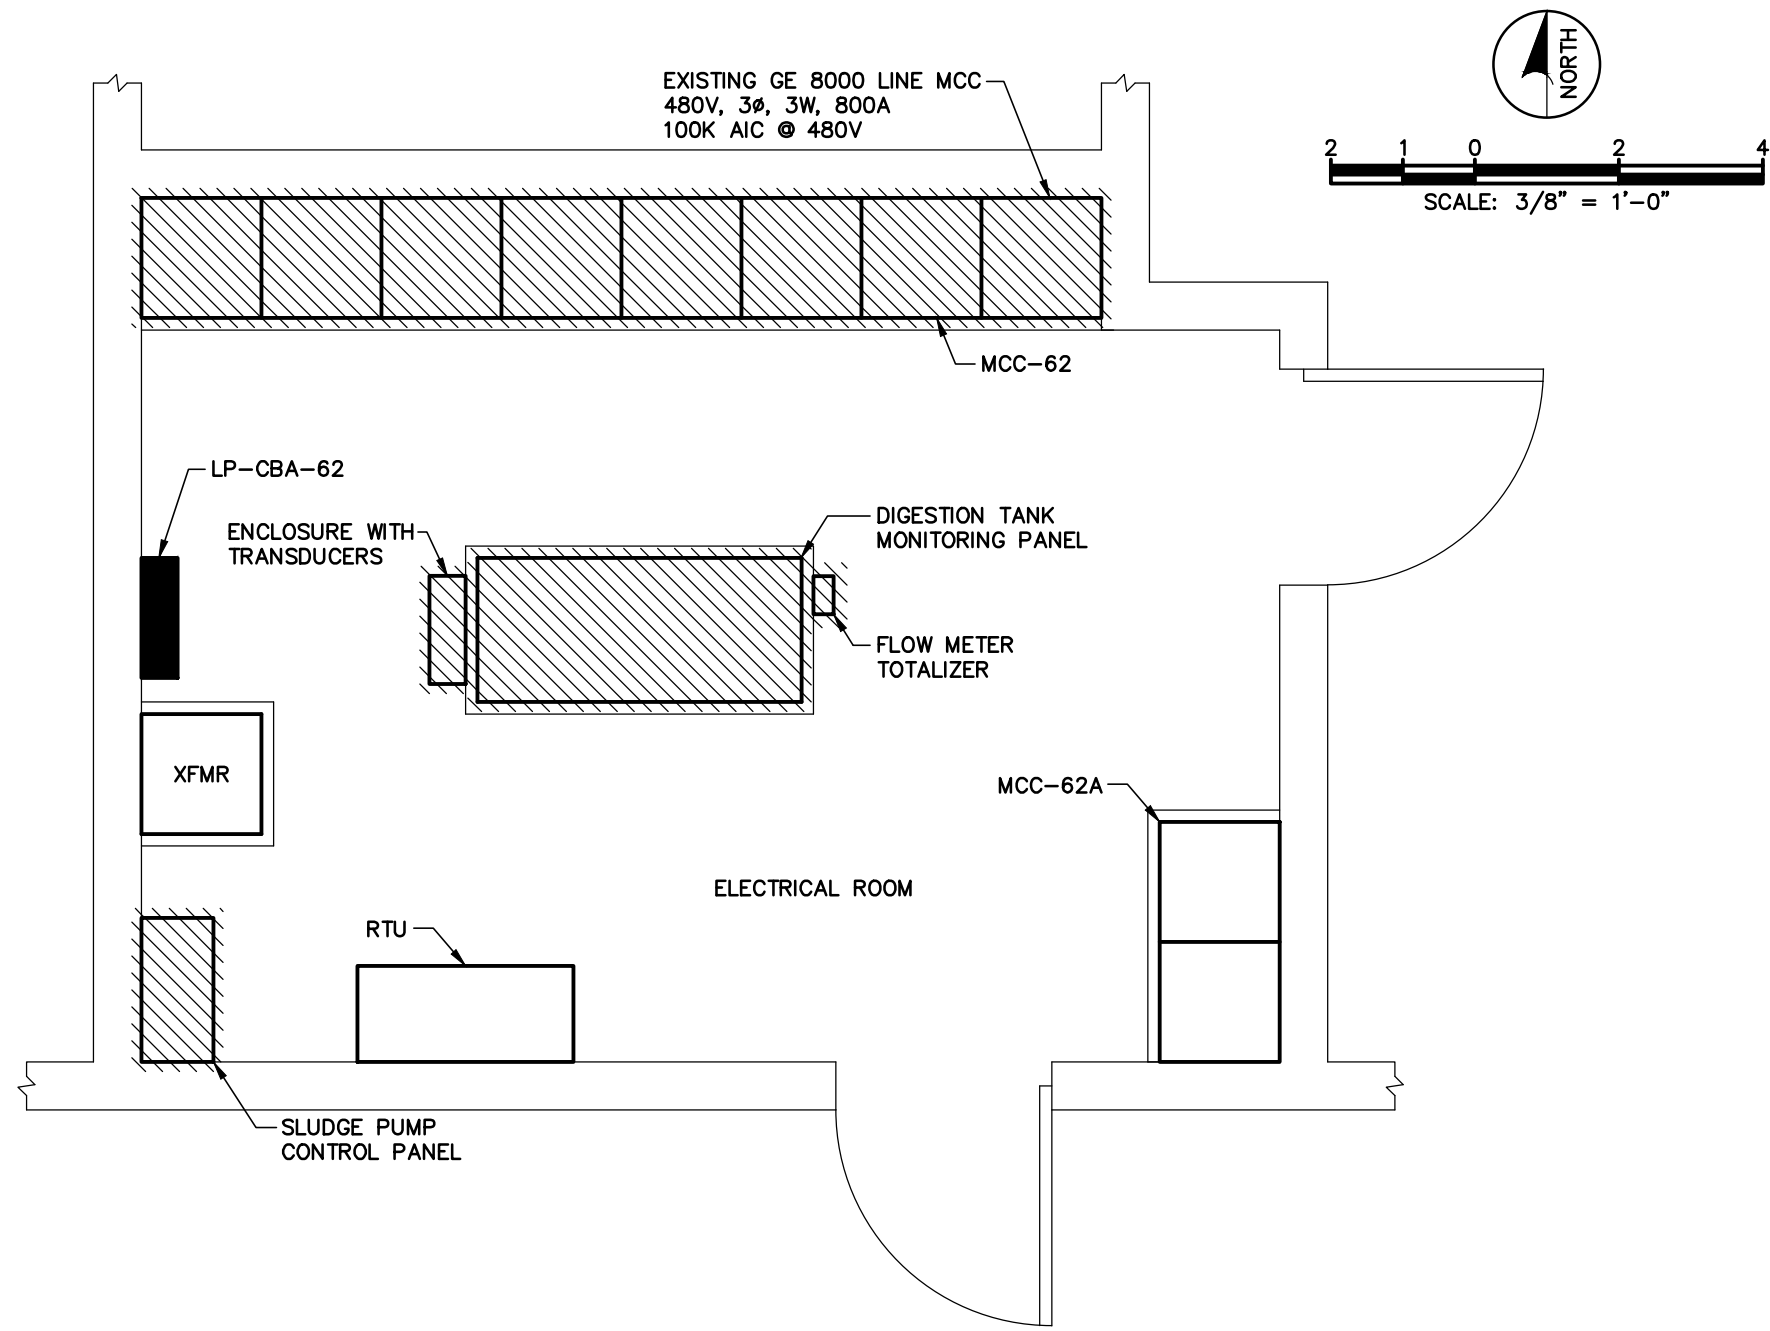 NORTH
EXISTING GE 8000 LINE MCC
480V, 3ø, 3W, 800A
100K AIC @ 480V
2 1 0 2 4
SCALE: 3/8" = 1'-0"
MCC-62
LP-CBA-62
ENCLOSURE WITH
TRANSDUCERS
DIGESTION TANK
MONITORING PANEL
FLOW METER
TOTALIZER
XFMR
MCC-62A
ELECTRICAL ROOM
RTU
SLUDGE PUMP
CONTROL PANEL